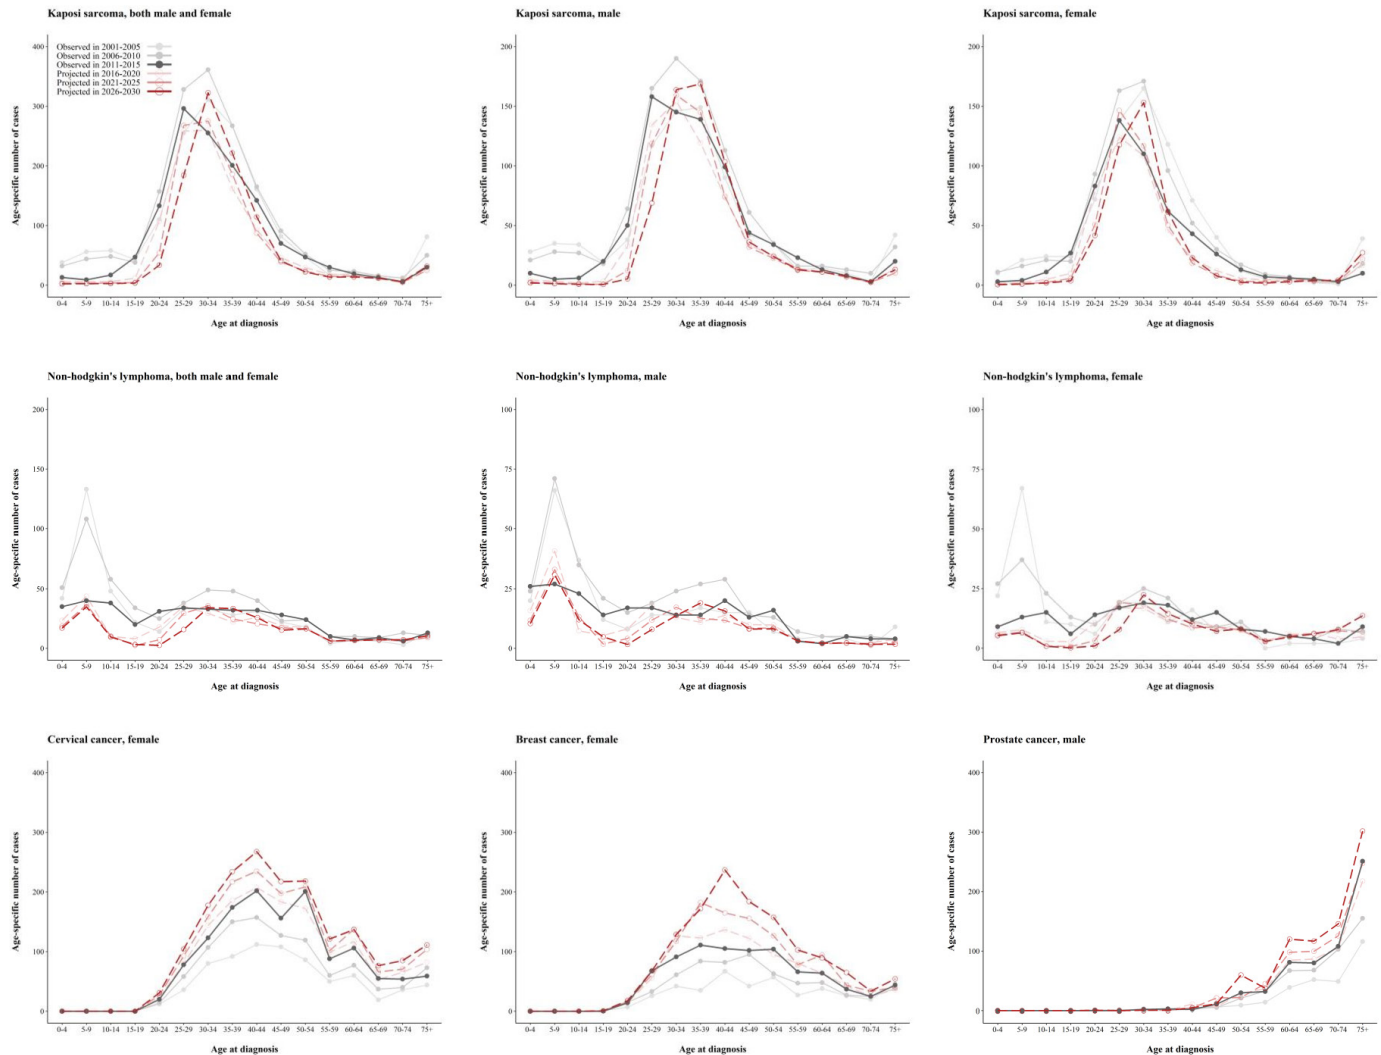 Kaposi sarcoma, both male and female
400
300
200
100
0
Age-specific number of cases
Observed in 2001-2005
Observed in 2006-2010
Observed in 2011-2015
Projected in 2016-2020
Projected in 2021-2025
Projected in 2026-2030
0-4 5-9 10-14 15-19 20-24 25-29 30-34 35-39 40-44 45-49 50-54 55-59 60-64 65-69 70-74 75+
Age at diagnosis
Kaposi sarcoma, male
200
150
100
50
0
Age-specific number of cases
0-4 5-9 10-14 15-19 20-24 25-29 30-34 35-39 40-44 45-49 50-54 55-59 60-64 65-69 70-74 75+
Age at diagnosis
Kaposi sarcoma, female
200
150
100
50
0
Age-specific number of cases
0-4 5-9 10-14 15-19 20-24 25-29 30-34 35-39 40-44 45-49 50-54 55-59 60-64 65-69 70-74 75+
Age at diagnosis
Non-hodgkin's lymphoma, both male and female
200
150
100
50
0
Age-specific number of cases
0-4 5-9 10-14 15-19 20-24 25-29 30-34 35-39 40-44 45-49 50-54 55-59 60-64 65-69 70-74 75+
Age at diagnosis
Non-hodgkin's lymphoma, male
100
75
50
25
0
Age-specific number of cases
0-4 5-9 10-14 15-19 20-24 25-29 30-34 35-39 40-44 45-49 50-54 55-59 60-64 65-69 70-74 75+
Age at diagnosis
Non-hodgkin's lymphoma, female
100
75
50
25
0
Age-specific number of cases
0-4 5-9 10-14 15-19 20-24 25-29 30-34 35-39 40-44 45-49 50-54 55-59 60-64 65-69 70-74 75+
Age at diagnosis
Cervical cancer, female
400
300
200
100
0
Age-specific number of cases
0-4 5-9 10-14 15-19 20-24 25-29 30-34 35-39 40-44 45-49 50-54 55-59 60-64 65-69 70-74 75+
Age at diagnosis
Breast cancer, female
400
300
200
100
0
Age-specific number of cases
0-4 5-9 10-14 15-19 20-24 25-29 30-34 35-39 40-44 45-49 50-54 55-59 60-64 65-69 70-74 75+
Age at diagnosis
Prostate cancer, male
400
300
200
100
0
Age-specific number of cases
0-4 5-9 10-14 15-19 20-24 25-29 30-34 35-39 40-44 45-49 50-54 55-59 60-64 65-69 70-74 75+
Age at diagnosis